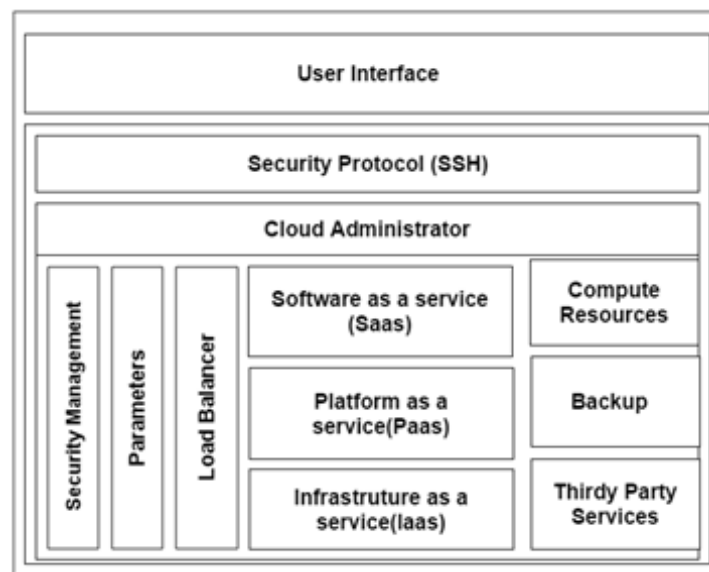 User Interface
Security Protocol (SSH)
Cloud Administrator
Security Management
Parameters
Load Balancer
Software as a service
(Saas)
Platform as a
service(Paas)
Infrastruture as a
service(Iaas)
Compute
Resources
Backup
Thirdy Party
Services